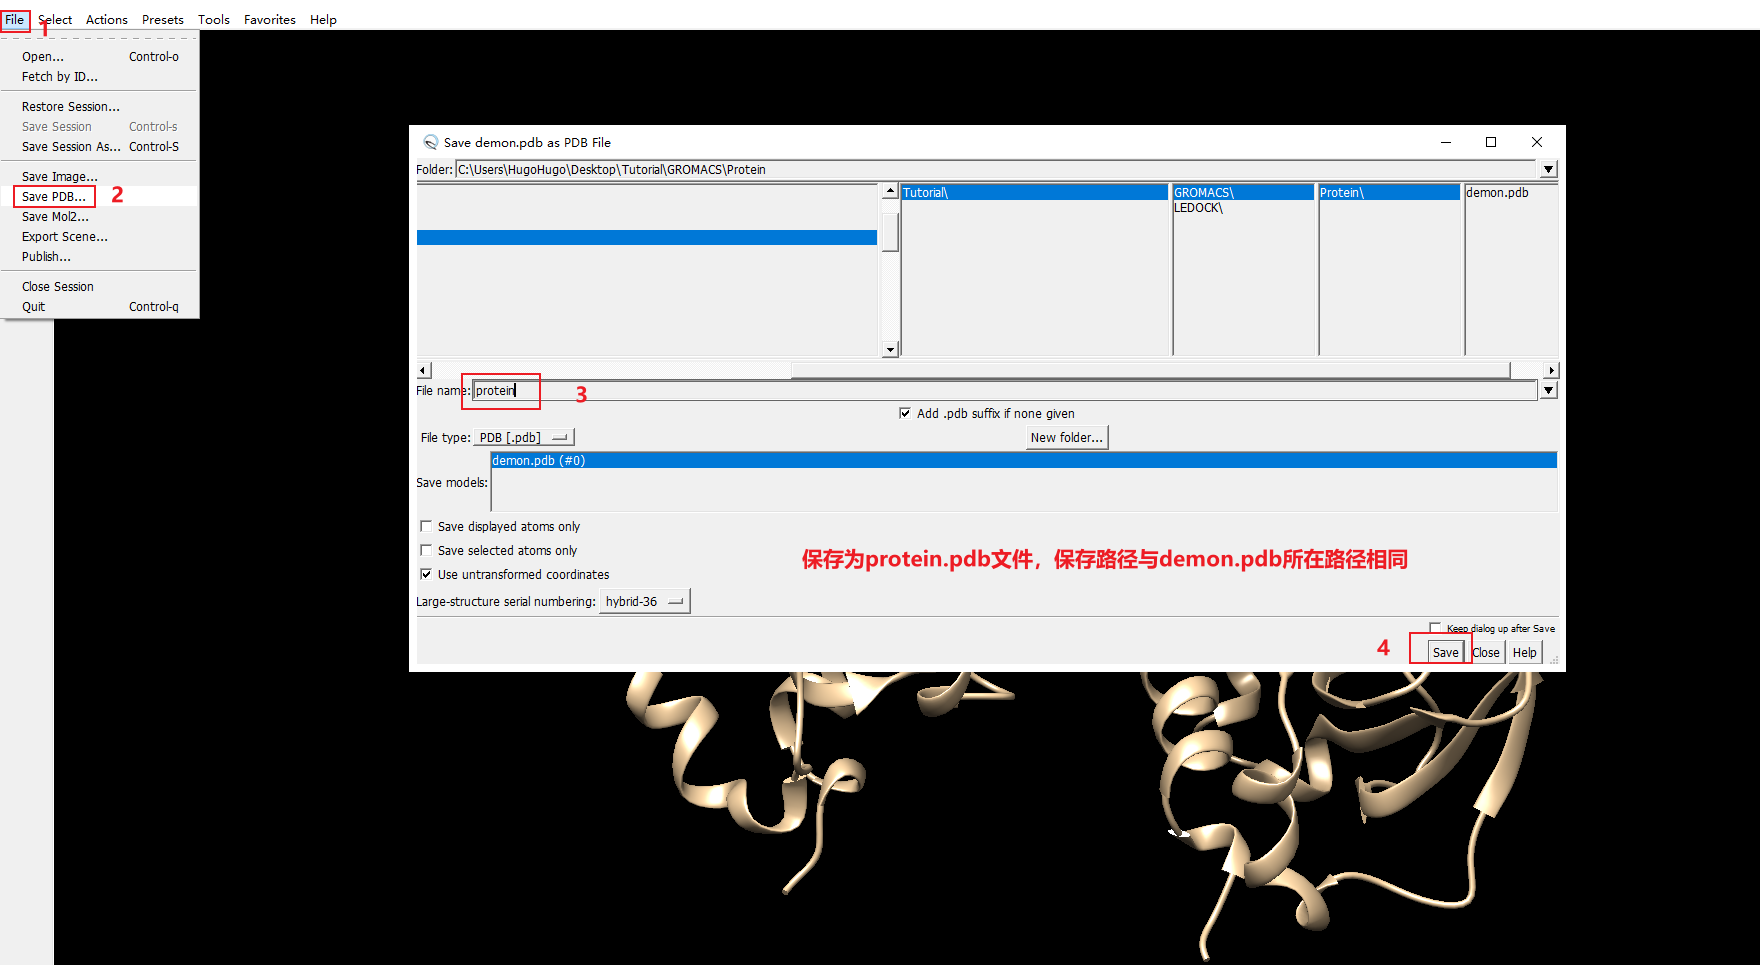 File Select Actions Presets Tools Favorites Help
1
Open... Control-o
Fetch by ID...
Restore Session...
Save Session Control-s
Save Session As... Control-S
Save Image...
Save PDB... 2
Save Mol2...
Export Scene...
Publish...
Close Session
Quit Control-q
Save demon.pdb as PDB File
Folder: C:\Users\HugoHugo\Desktop\Tutorial\GROMACS\Protein
Tutorial\ GROMACS\ Protein\ demon.pdb
LEDOCK\
File name: protein 3
Add .pdb suffix if none given
File type: PDB [.pdb] New folder...
demon.pdb (#0)
Save models:
Save displayed atoms only
Save selected atoms only
保存为protein.pdb文件，保存路径与demon.pdb所在路径相同
Use untransformed coordinates
Large-structure serial numbering: hybrid-36
Keep dialog up after Save
4 Save Close Help